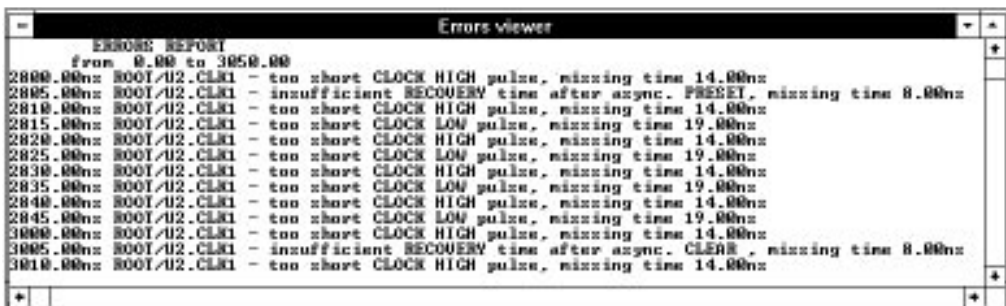 Errors viewer
ERRORS REPORT
from 0.00 to 3050.00
2800.00ns ROOT/U2.CLK1 - too short CLOCK HIGH pulse, missing time 14.00ns
2805.00ns ROOT/U2.CLK1 - insufficient RECOVERY time after async. PRESET, missing time 8.00ns
2810.00ns ROOT/U2.CLK1 - too short CLOCK HIGH pulse, missing time 14.00ns
2815.00ns ROOT/U2.CLK1 - too short CLOCK LOW pulse, missing time 19.00ns
2820.00ns ROOT/U2.CLK1 - too short CLOCK HIGH pulse, missing time 14.00ns
2825.00ns ROOT/U2.CLK1 - too short CLOCK LOW pulse, missing time 19.00ns
2830.00ns ROOT/U2.CLK1 - too short CLOCK HIGH pulse, missing time 14.00ns
2835.00ns ROOT/U2.CLK1 - too short CLOCK LOW pulse, missing time 19.00ns
2840.00ns ROOT/U2.CLK1 - too short CLOCK HIGH pulse, missing time 14.00ns
2845.00ns ROOT/U2.CLK1 - too short CLOCK LOW pulse, missing time 19.00ns
3000.00ns ROOT/U2.CLK1 - too short CLOCK HIGH pulse, missing time 14.00ns
3005.00ns ROOT/U2.CLK1 - insufficient RECOVERY time after async. CLEAR , missing time 8.00ns
3010.00ns ROOT/U2.CLK1 - too short CLOCK HIGH pulse, missing time 14.00ns